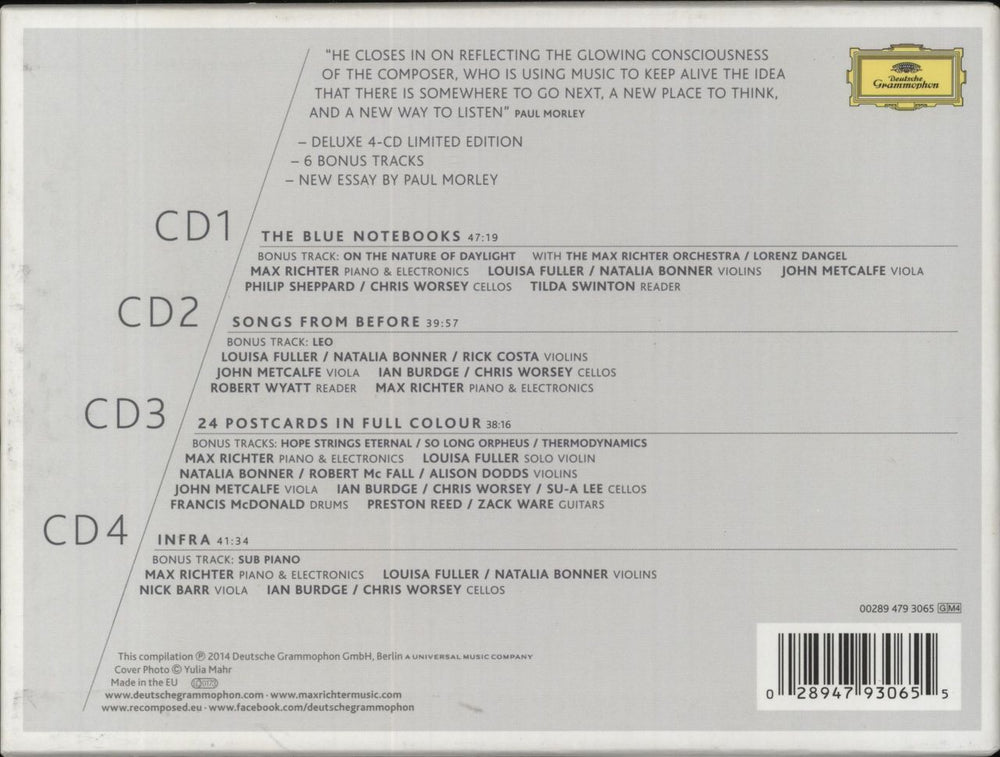 "HE CLOSES IN ON REFLECTING THE GLOWING CONSCIOUSNESS
OF THE COMPOSER, WHO IS USING MUSIC TO KEEP ALIVE THE IDEA
THAT THERE IS SOMEWHERE TO GO NEXT, A NEW PLACE TO THINK,
AND A NEW WAY TO LISTEN" PAUL MORLEY
Deutsche
Grammophon
– DELUXE 4-CD LIMITED EDITION
– 6 BONUS TRACKS
– NEW ESSAY BY PAUL MORLEY
CD1
THE BLUE NOTEBOOKS 47:19
BONUS TRACK: ON THE NATURE OF DAYLIGHT WITH THE MAX RICHTER ORCHESTRA / LORENZ DANGEL
MAX RICHTER PIANO & ELECTRONICS LOUISA FULLER / NATALIA BONNER VIOLINS JOHN METCALFE VIOLA
PHILIP SHEPPARD / CHRIS WORSEY CELLOS TILDA SWINTON READER
CD2
SONGS FROM BEFORE 39:57
BONUS TRACK: LEO
LOUISA FULLER / NATALIA BONNER / RICK COSTA VIOLINS
JOHN METCALFE VIOLA IAN BURDGE / CHRIS WORSEY CELLOS
ROBERT WYATT READER MAX RICHTER PIANO & ELECTRONICS
CD3
24 POSTCARDS IN FULL COLOUR 38:16
BONUS TRACKS: HOPE STRINGS ETERNAL / SO LONG ORPHEUS / THERMODYNAMICS
MAX RICHTER PIANO & ELECTRONICS LOUISA FULLER SOLO VIOLIN
NATALIA BONNER / ROBERT Mc FALL / ALISON DODDS VIOLINS
JOHN METCALFE VIOLA IAN BURDGE / CHRIS WORSEY / SU-A LEE CELLOS
FRANCIS McDONALD DRUMS PRESTON REED / ZACK WARE GUITARS
CD4
INFRA 41:34
BONUS TRACK: SUB PIANO
MAX RICHTER PIANO & ELECTRONICS LOUISA FULLER / NATALIA BONNER VIOLINS
NICK BARR VIOLA IAN BURDGE / CHRIS WORSEY CELLOS
00289 479 3065 GM4
This compilation ℗ 2014 Deutsche Grammophon GmbH, Berlin A UNIVERSAL MUSIC COMPANY
Cover Photo © Yulia Mahr
Made in the EU
www.deutschegrammophon.com · www.maxrichtermusic.com
www.recomposed.eu · www.facebook.com/deutschegrammophon
0 28947 93065 5